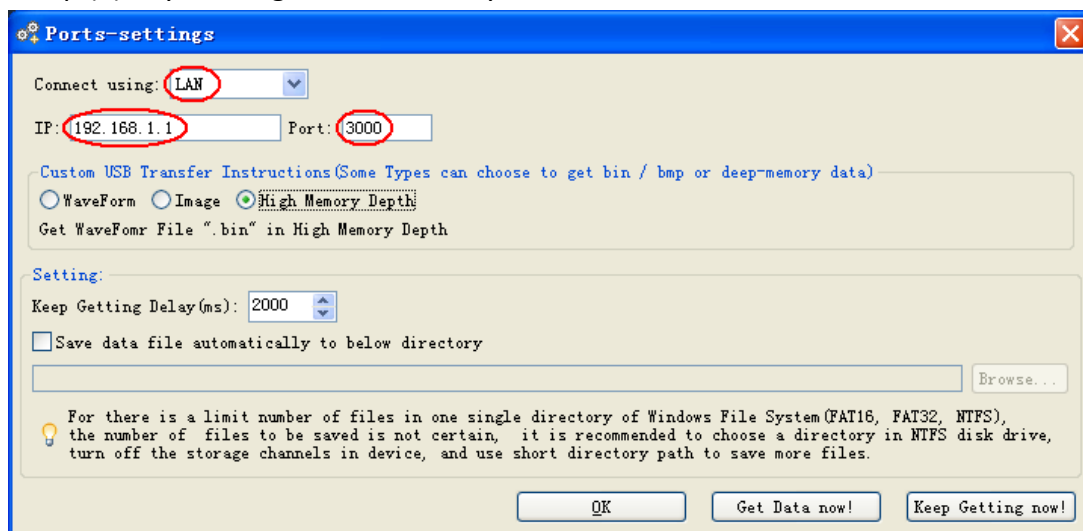 Ports-settings
Connect using: LAN
IP: 192.168.1.1 Port: 3000
Custom USB Transfer Instructions(Some Types can choose to get bin / bmp or deep-memory data)
WaveForm Image High Memory Depth
Get WaveFomr File ".bin" in High Memory Depth
Setting:
Keep Getting Delay(ms): 2000
Save data file automatically to below directory
Browse...
For there is a limit number of files in one single directory of Windows File System(FAT16, FAT32, NTFS),
the number of files to be saved is not certain, it is recommended to choose a directory in NTFS disk drive,
turn off the storage channels in device, and use short directory path to save more files.
OK Get Data now! Keep Getting now!